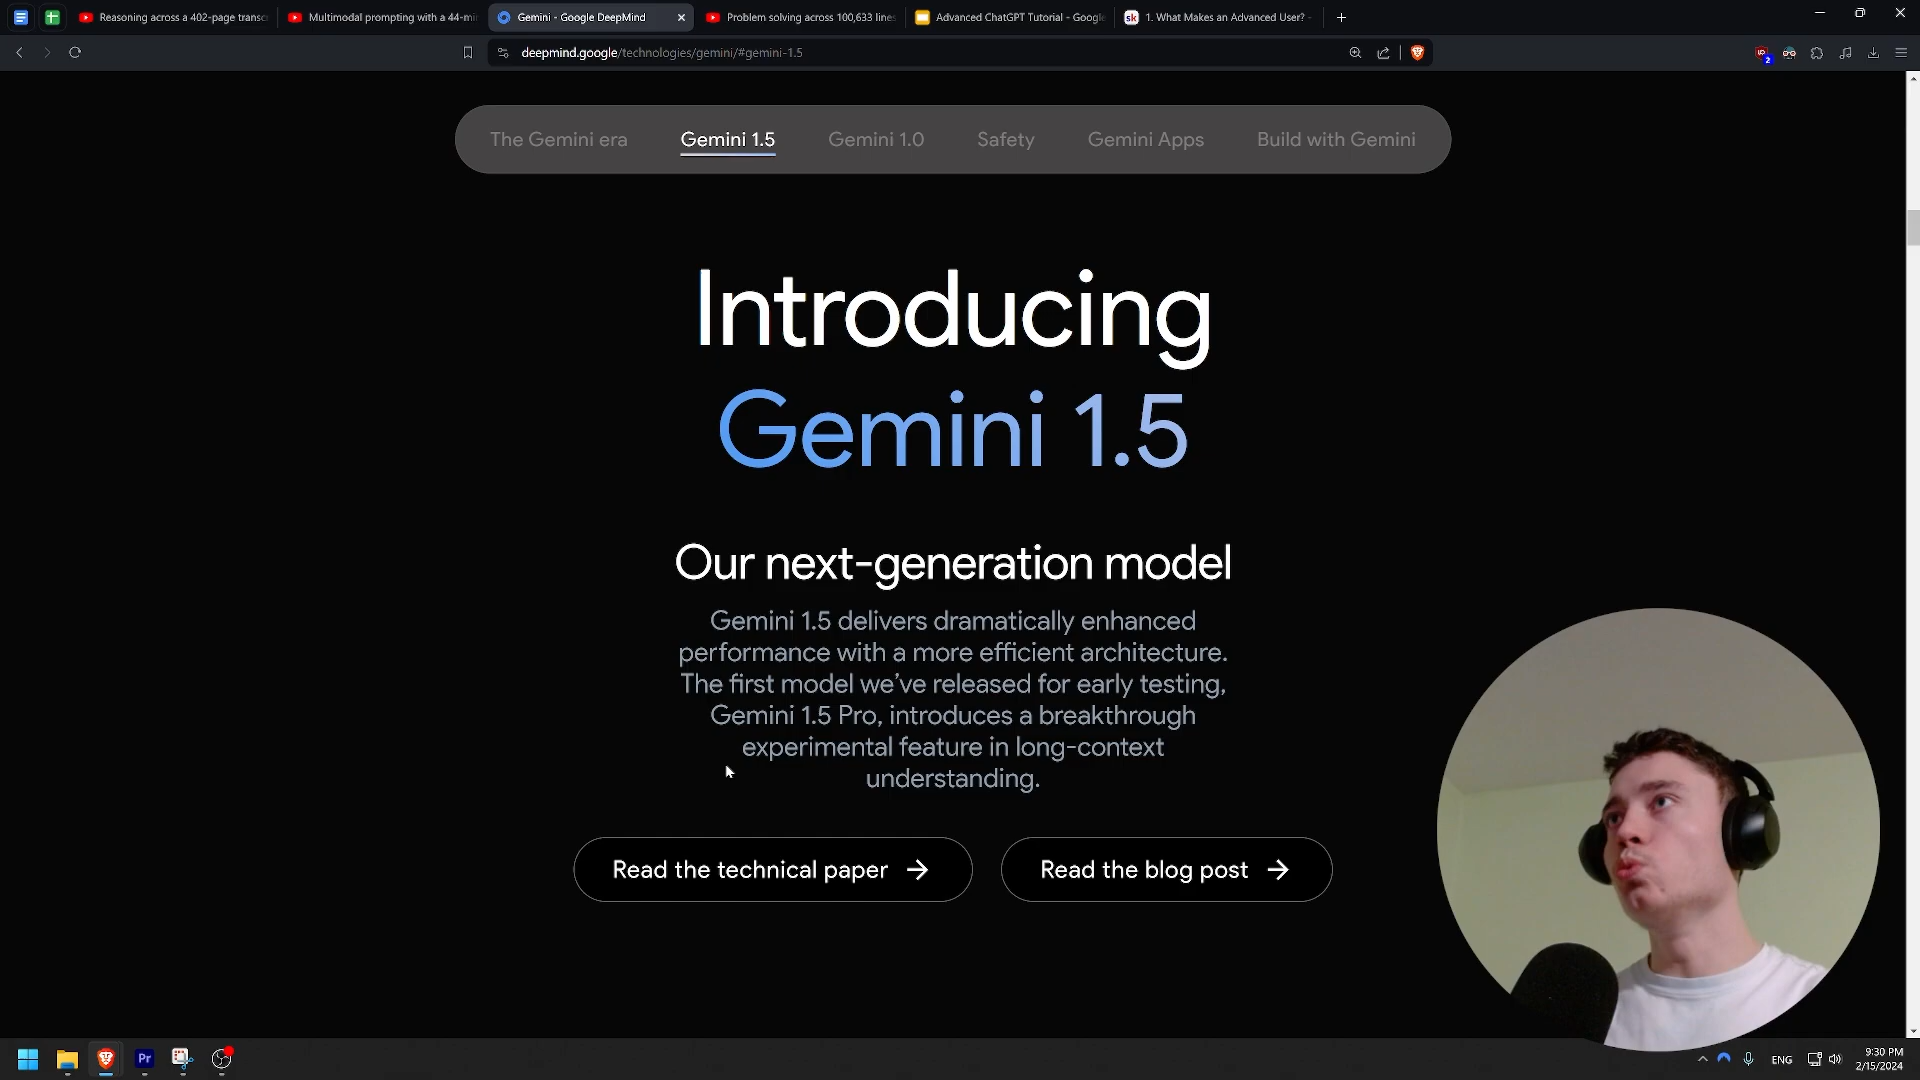 Reasoning across a 402-page transc
Multimodal prompting with a 44-mi
Gemini - Google DeepMind
Problem solving across 100,633 lines
Advanced ChatGPT Tutorial - Google
sk
1. What Makes an Advanced User? -
deepmind.google/technologies/gemini/#gemini-1.5
2
The Gemini era
Gemini 1.5
Gemini 1.0
Safety
Gemini Apps
Build with Gemini
Introducing
Gemini 1.5
Our next-generation model
Gemini 1.5 delivers dramatically enhanced
performance with a more efficient architecture.
The first model we've released for early testing,
Gemini 1.5 Pro, introduces a breakthrough
experimental feature in long-context
understanding.
Read the technical paper →
Read the blog post →
Pr
ENG
9:30 PM
2/15/2024